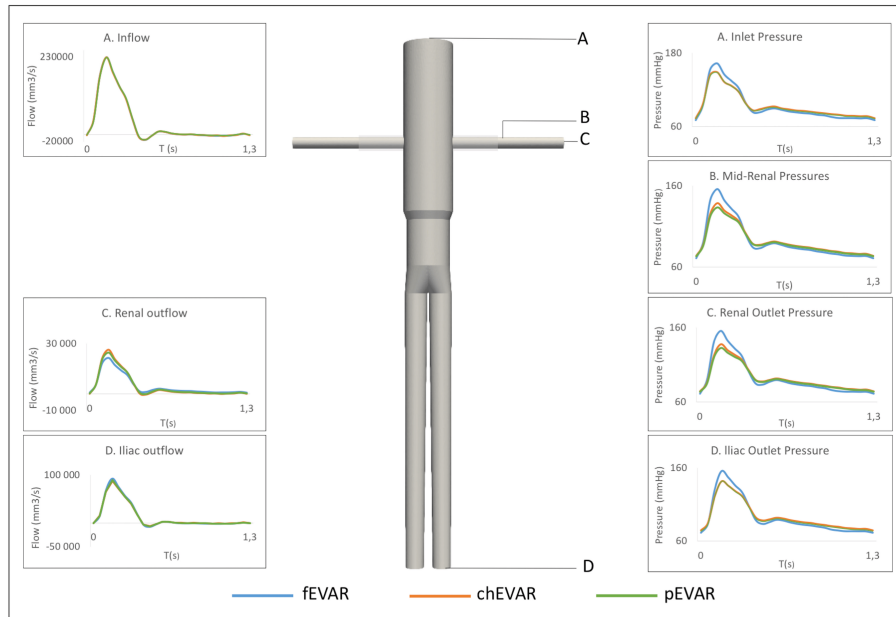 A. Inflow
230000
Flow (mm3/s)
-20000
0
T(s)
1,3
C. Renal outflow
30 000
Flow (mm3/s)
-10 000
0
T(s)
1,3
D. Iliac outflow
100 000
Flow (mm3/s)
-50 000
0
T(s)
1,3
A
B
C
D
A. Inlet Pressure
180
Pressure (mmHg)
60
0
T(s)
1,3
B. Mid-Renal Pressures
160
Pressure (mmHg)
60
0
T(s)
1,3
C. Renal Outlet Pressure
160
Pressure (mmHg)
60
0
T(s)
1,3
D. Iliac Outlet Pressure
160
Pressure (mmHg)
60
0
T(s)
1,3
fEVAR chEVAR pEVAR